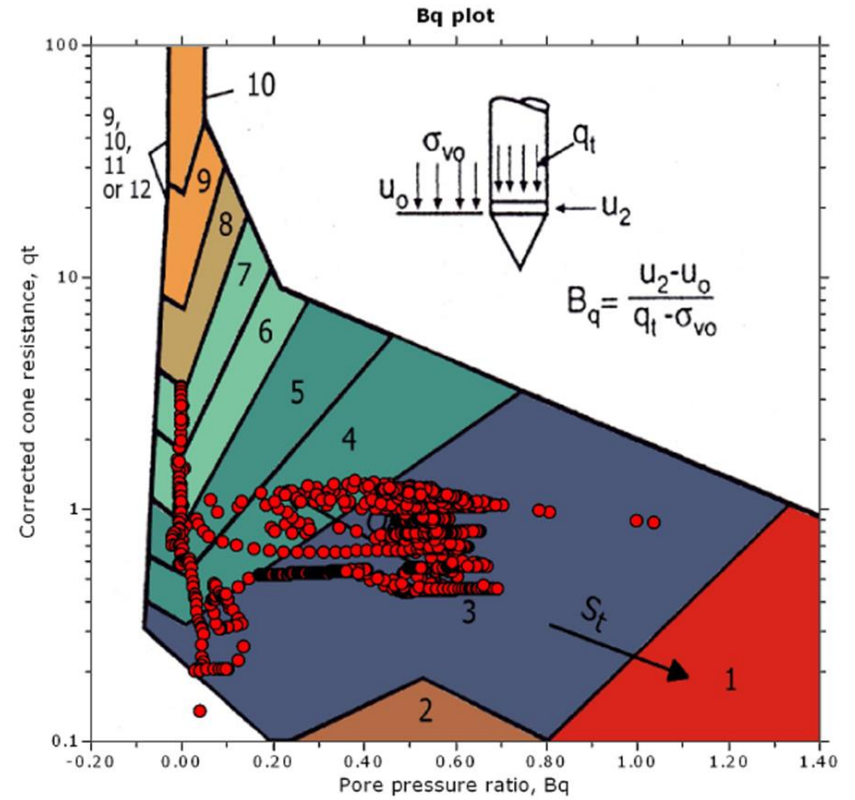 Bq plot
100
10
1
0.1
Corrected cone resistance, qt
9,
10,
11
or 12
10
9
8
7
6
5
4
3
2
1
St
σvo
qt
uo
u2
Bq= u2-uo
qt -σvo
-0.20 0.00 0.20 0.40 0.60 0.80 1.00 1.20 1.40
Pore pressure ratio, Bq